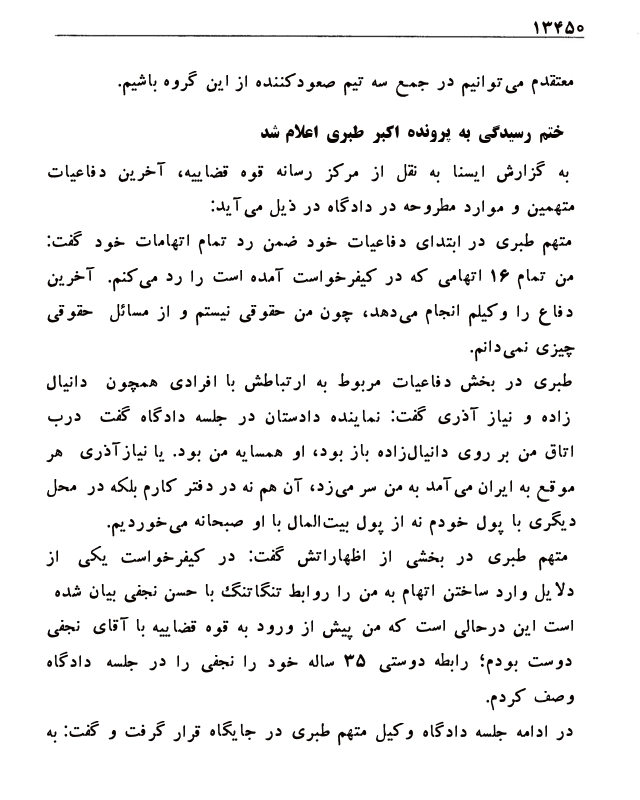 ۱۳۴۵۰
معتقدم می‌توانیم در جمع سه تیم صعودکننده از این گروه باشیم.
ختم رسیدگی به پرونده اکبر طبری اعلام شد
به گزارش ایسنا به نقل از مرکز رسانه قوه قضاییه، آخرین دفاعیات
متهمین و موارد مطروحه در دادگاه در ذیل می‌آید:
متهم طبری در ابتدای دفاعیات خود ضمن رد تمام اتهامات خود گفت:
من تمام ۱۶ اتهامی که در کیفرخواست آمده است را رد می‌کنم. آخرین
دفاع را وکیلم انجام می‌دهد، چون من حقوقی نیستم و از مسائل حقوقی
چیزی نمی‌دانم.
طبری در بخش دفاعیات مربوط به ارتباطش با افرادی همچون دانیال
زاده و نیاز آذری گفت: نماینده دادستان در جلسه دادگاه گفت درب
اتاق من بر روی دانیال‌زاده باز بود، او همسایه من بود. یا نیازآذری هر
موقع به ایران می‌آمد به من سر می‌زد، آن هم نه در دفتر کارم بلکه در محل
دیگری با پول خودم نه از پول بیت‌المال با او صبحانه می‌خوردیم.
متهم طبری در بخشی از اظهاراتش گفت: در کیفرخواست یکی از
دلایل وارد ساختن اتهام به من را روابط تنگاتنگ با حسن نجفی بیان شده
است این درحالی است که من پیش از ورود به قوه قضاییه با آقای نجفی
دوست بودم؛ رابطه دوستی ۳۵ ساله خود را نجفی را در جلسه دادگاه
وصف کردم.
در ادامه جلسه دادگاه وکیل متهم طبری در جایگاه قرار گرفت و گفت: به